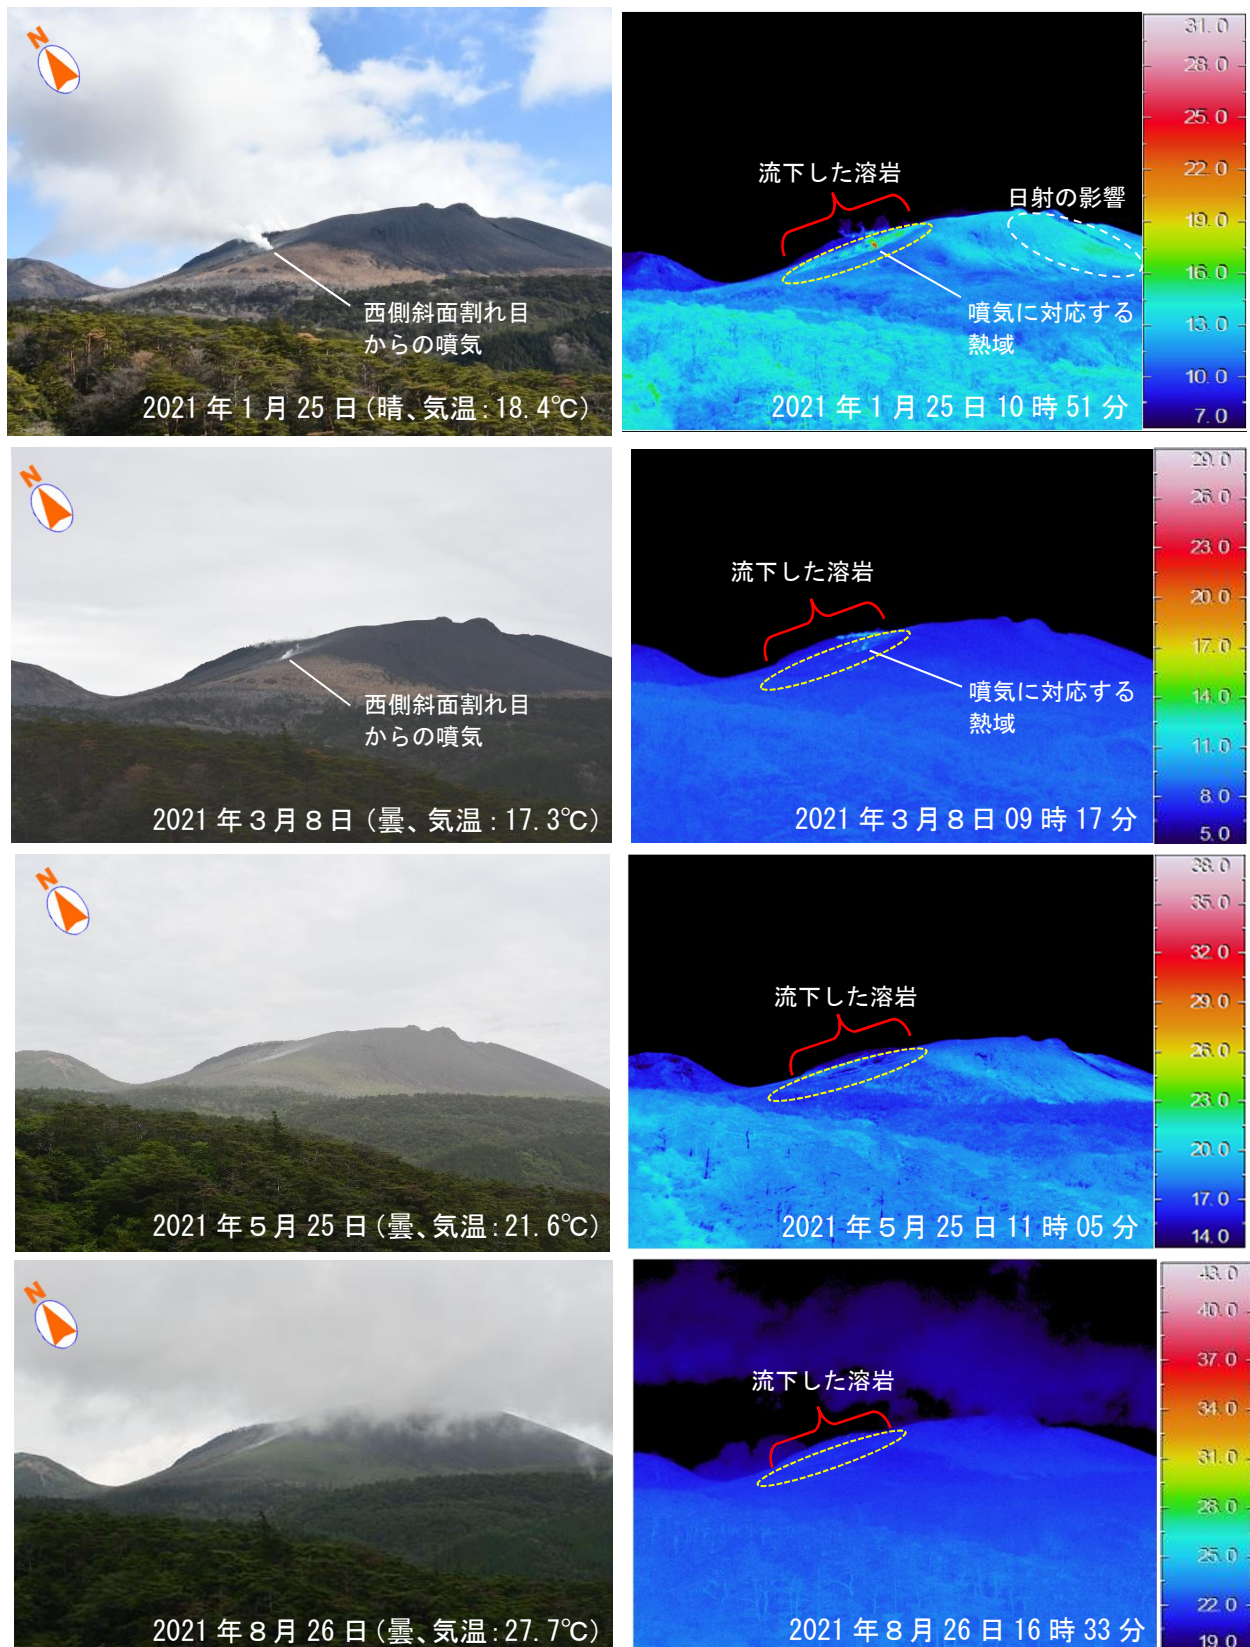 N
西側斜面割れ目
からの噴気
2021年1月25日(晴、気温:18.4℃)
流下した溶岩
日射の影響
噴気に対応する
熱域
2021年1月25日10時51分
31.0
28.0
25.0
22.0
19.0
16.0
13.0
10.0
7.0
N
西側斜面割れ目
からの噴気
2021年3月8日(曇、気温:17.3℃)
流下した溶岩
噴気に対応する
熱域
2021年3月8日09時17分
29.0
26.0
23.0
20.0
17.0
14.0
11.0
8.0
5.0
N
2021年5月25日(曇、気温:21.6℃)
流下した溶岩
2021年5月25日11時05分
38.0
35.0
32.0
29.0
26.0
23.0
20.0
17.0
14.0
N
2021年8月26日(曇、気温:27.7℃)
流下した溶岩
2021年8月26日16時33分
43.0
40.0
37.0
34.0
31.0
28.0
25.0
22.0
19.0